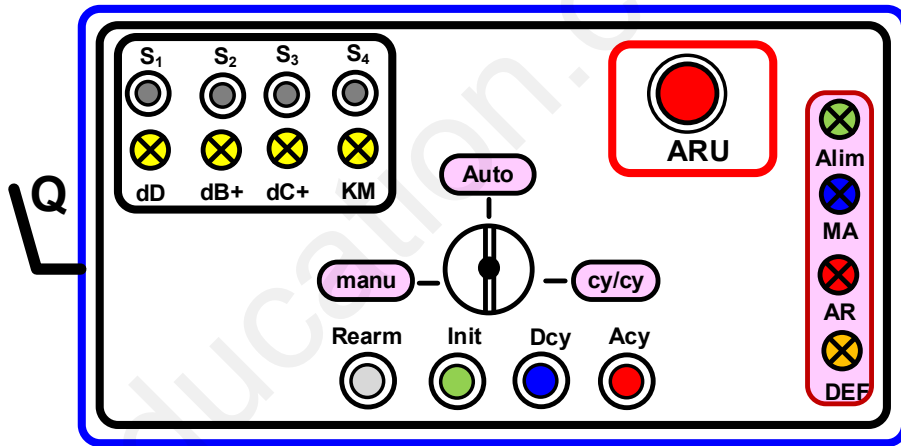 S₁ S₂ S₃ S₄
dD dB+ dC+ KM
Q
ARU
Alim
MA
AR
DEF
Auto
manu
cy/cy
Rearm Init Dcy Acy
ducation.c